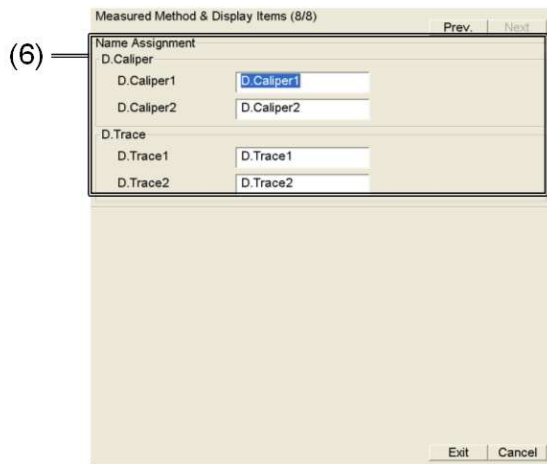 Measured Method & Display Items (8/8)
Prev. Next
(6)
Name Assignment
D.Caliper
D.Caliper1 D.Caliper1
D.Caliper2 D.Caliper2
D.Trace
D.Trace1 D.Trace1
D.Trace2 D.Trace2
Exit Cancel